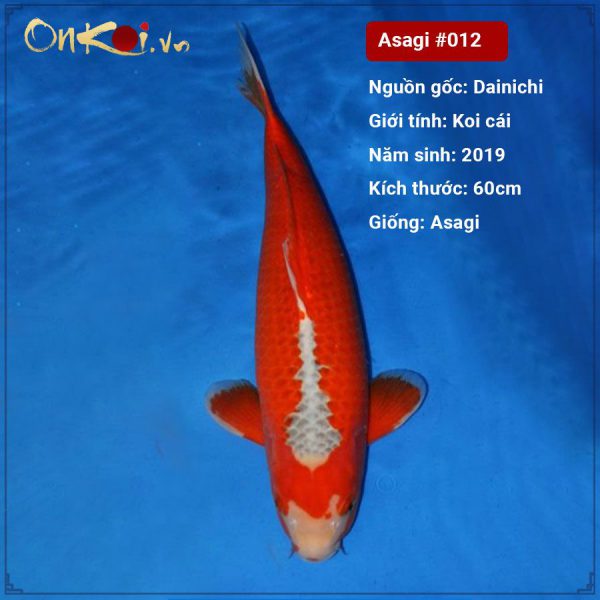 OnKoi.vn
Asagi #012
Nguồn gốc: Dainichi
Giới tính: Koi cái
Năm sinh: 2019
Kích thước: 60cm
Giống: Asagi